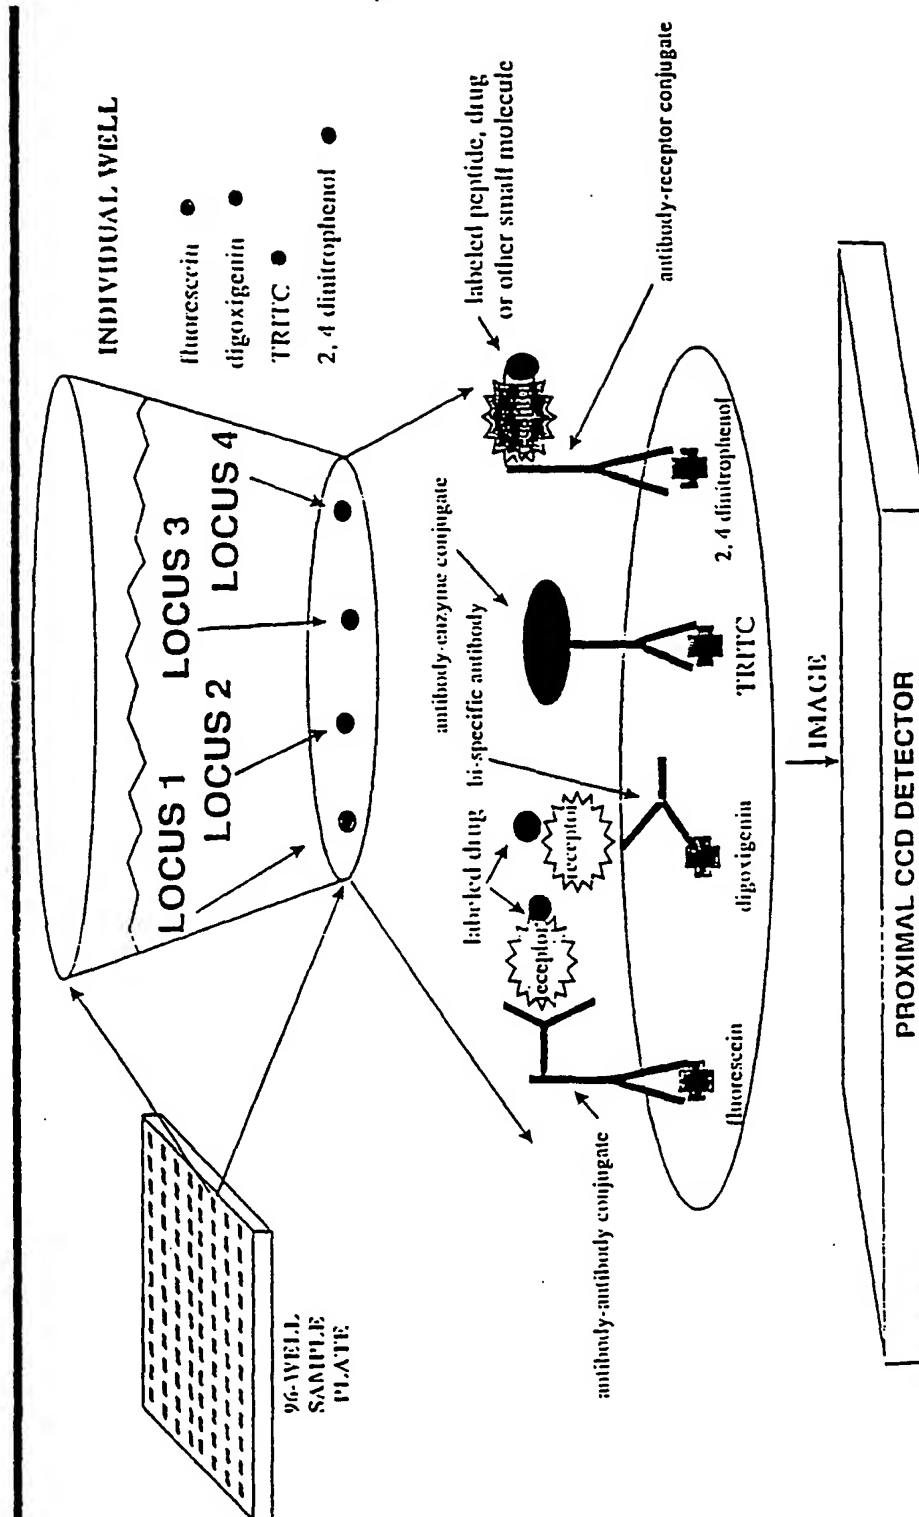 INDIVIDUAL WELL
fluorescein
digoxigenin
TRITC
2, 4 dinitrophenol
LOCUS 1
LOCUS 2
LOCUS 3
LOCUS 4
96-WELL
SAMPLE
PLATE
labeled drug
bi-specific antibody
antibody-enzyme conjugate
labeled peptide, drug
or other small molecule
antibody-receptor conjugate
antibody-antibody conjugate
receptor
receptor
fluorescein
digoxigenin
TRITC
2, 4 dinitrophenol
IMAGE
PROXIMAL CCD DETECTOR